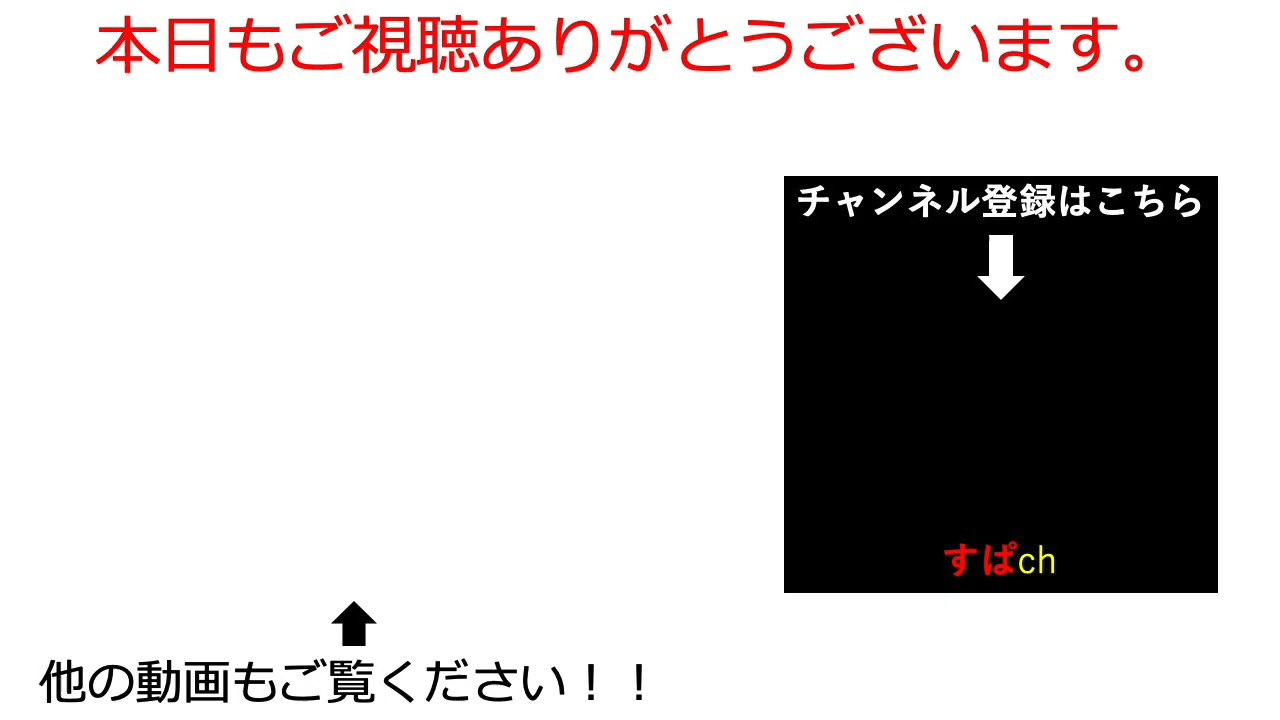 本日もご視聴ありがとうございます。
チャンネル登録はこちら
すぱch
他の動画もご覧ください！！